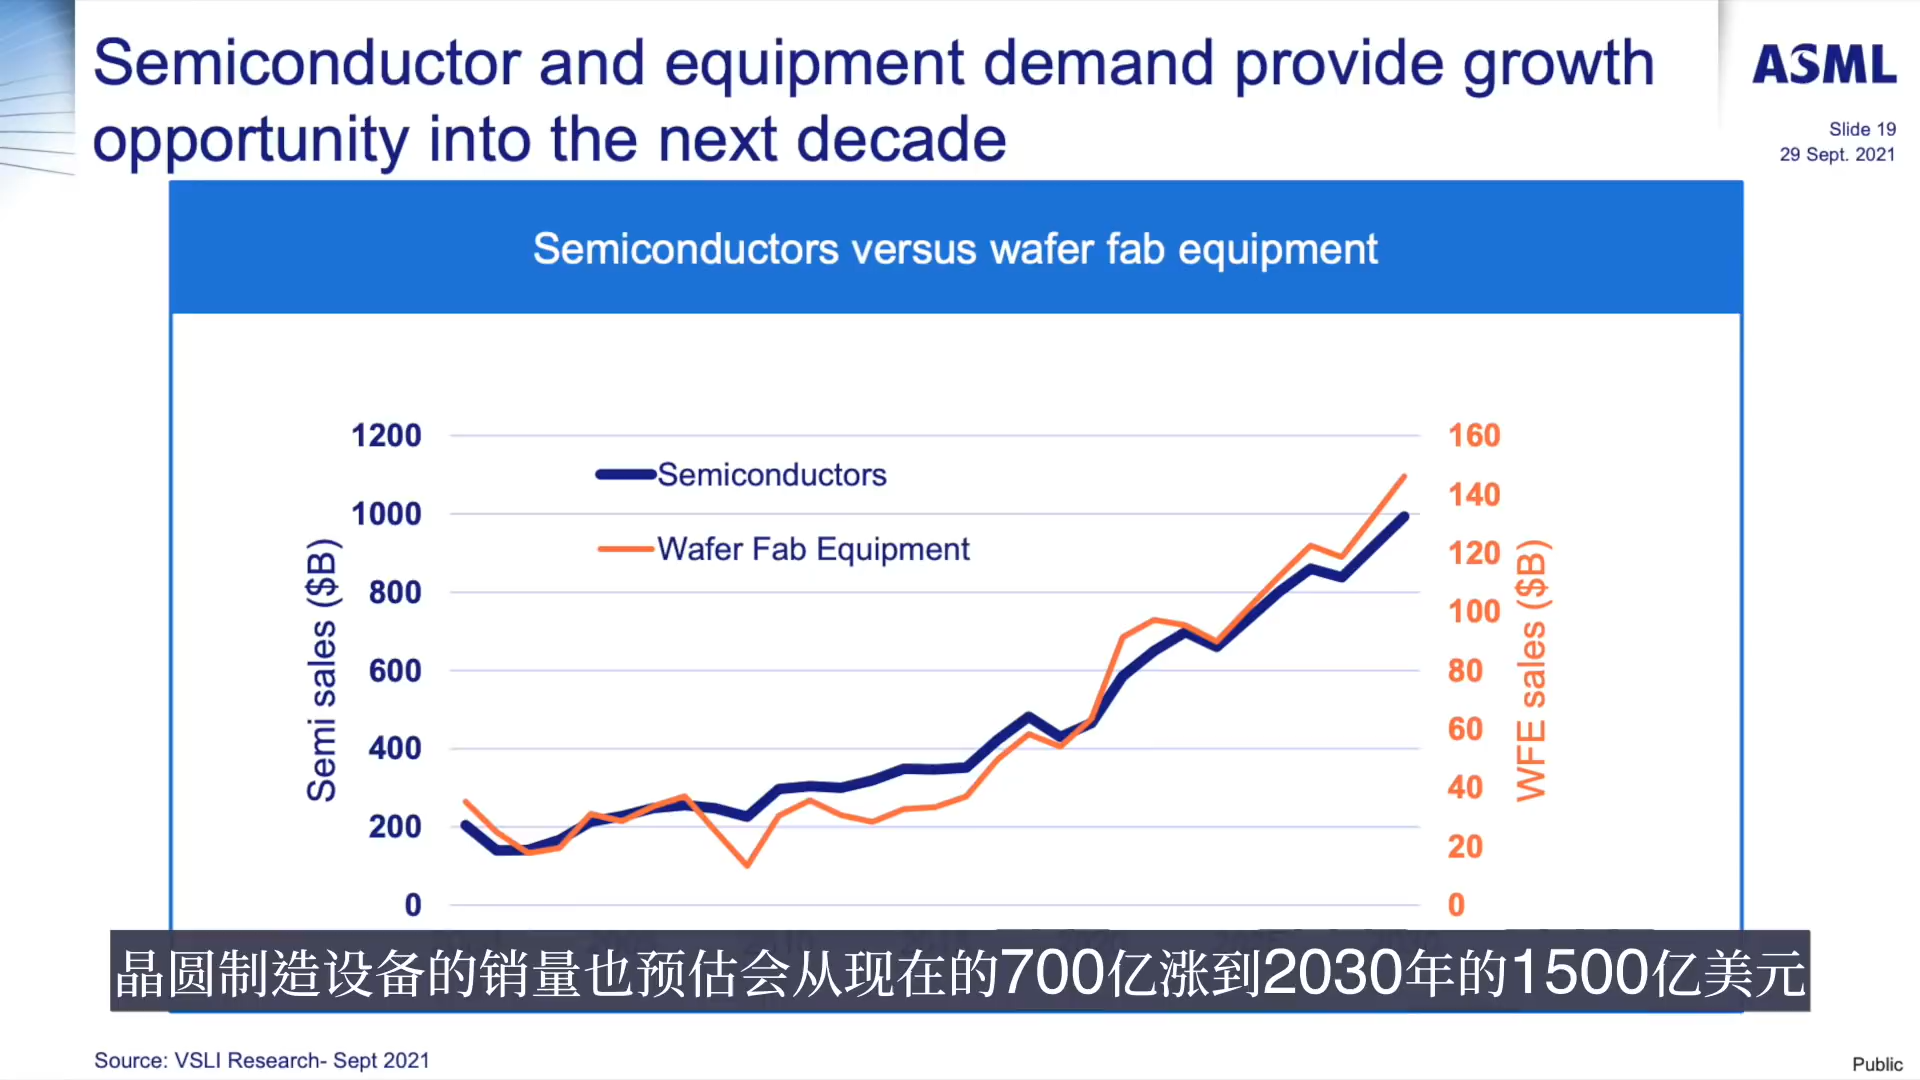 Semiconductor and equipment demand provide growth
opportunity into the next decade
ASML
Slide 19
29 Sept. 2021
Semiconductors versus wafer fab equipment
1200
1000
800
600
400
200
0
Semi sales ($B)
Semiconductors
Wafer Fab Equipment
160
140
120
100
80
60
40
20
0
WFE sales ($B)
晶圆制造设备的销量也预估会从现在的700亿涨到2030年的1500亿美元
Source: VSLI Research- Sept 2021
Public